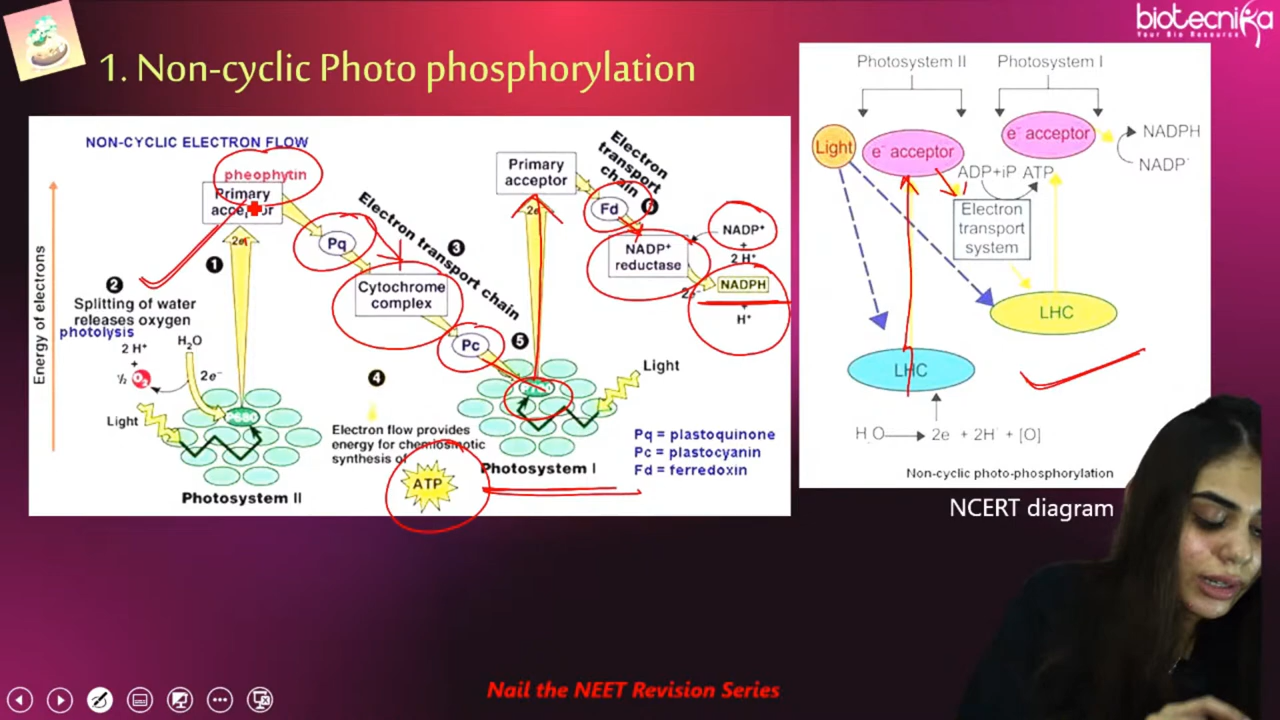 biotecnika
Your Bio Resource
1. Non-cyclic Photo phosphorylation
NON-CYCLIC ELECTRON FLOW
Energy of electrons
pheophytin
Primary
acceptor
2e⁻
1
2
Splitting of water
releases oxygen
photolysis
H₂O
2 H⁺
+
½ O₂
2e⁻
Light
P680
Photosystem II
Pq
Electron transport chain
3
Cytochrome
complex
Pc
5
4
Electron flow provides
energy for chemiosmotic
synthesis of
ATP
Primary
acceptor
2e
Electron
transport
chain
Fd
NADP⁺
reductase
NADP⁺
+
2 H⁺
2e⁻
NADPH
+
H⁺
Light
Photosystem I
Pq = plastoquinone
Pc = plastocyanin
Fd = ferredoxin
Photosystem II
Photosystem I
Light
e⁻ acceptor
e⁻ acceptor
NADPH
NADP⁺
ADP+iP ATP
Electron
transport
system
LHC
LHC
H₂O 2e + 2H + [O]
Non-cyclic photo-phosphorylation
NCERT diagram
Nail the NEET Revision Series